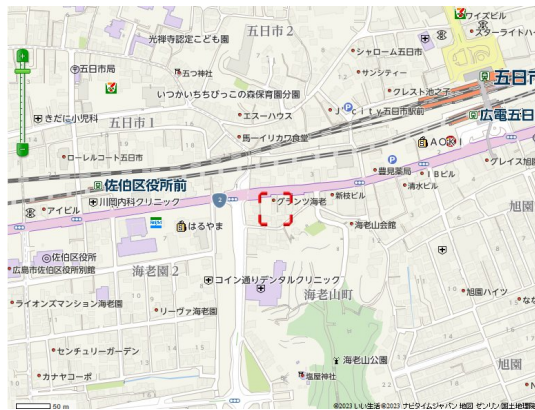 五日市2
ワイズビル
スターライトハイ
光禅寺認定こども園
シャローム五日市
五日市局
五つ神社
サンシティー
五日市
いつかいちちびっこの森保育園分園
クレスト池之子
きだに小児科
エスーハウス
J'city五日市駅前
広電五日
五日市1
馬一イリカワ食堂
AOKI
ローレルコート五日市
豊見薬局
IBビル
グレイス旭園
佐伯区役所前
清水ビル
川岡内科クリニック
2
グランツ海老
新枝ビル
旭園
アイビル
はるやま
海老山会館
佐伯区役所
広島市佐伯区役所別館
海老園2
コイン通りデンタルクリニック
海老山町
旭園ハイツ
ライオンズマンション海老園
リーヴァ海老園
センチュリーガーデン
海老山公園
旭園
カナヤコーポ
塩屋神社
50 m
©2023 いい生活©2023 ナビタイムジャパン 地図 ゼンリン 国土地理院